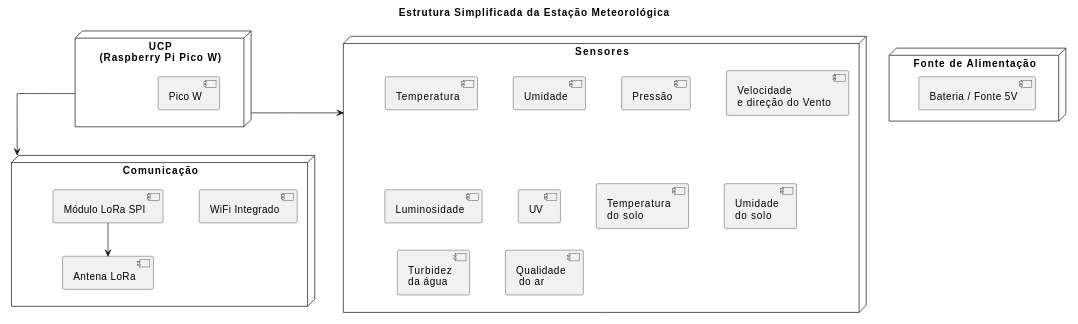 Estrutura Simplificada da Estação Meteorológica
UCP
(Raspberry Pi Pico W)
Pico W
Comunicação
Módulo LoRa SPI
WiFi Integrado
Antena LoRa
Sensores
Temperatura
Umidade
Pressão
Velocidade
e direção do Vento
Luminosidade
UV
Temperatura
do solo
Umidade
do solo
Turbidez
da água
Qualidade
do ar
Fonte de Alimentação
Bateria / Fonte 5V